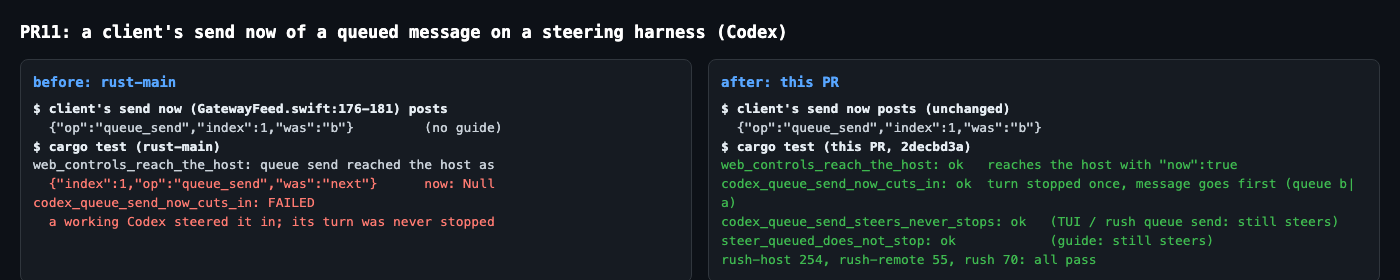 PR11: a client's send now of a queued message on a steering harness (Codex)
before: rust-main
$ client's send now (GatewayFeed.swift:176-181) posts
{"op":"queue_send","index":1,"was":"b"} (no guide)
$ cargo test (rust-main)
web_controls_reach_the_host: queue send reached the host as
{"index":1,"op":"queue_send","was":"next"} now: Null
codex_queue_send_now_cuts_in: FAILED
a working Codex steered it in; its turn was never stopped
after: this PR
$ client's send now posts (unchanged)
{"op":"queue_send","index":1,"was":"b"}
$ cargo test (this PR, 2decbd3a)
web_controls_reach_the_host: ok reaches the host with "now":true
codex_queue_send_now_cuts_in: ok turn stopped once, message goes first (queue b|
a)
codex_queue_send_steers_never_stops: ok (TUI / rush queue send: still steers)
steer_queued_does_not_stop: ok (guide: still steers)
rush-host 254, rush-remote 55, rush 70: all pass